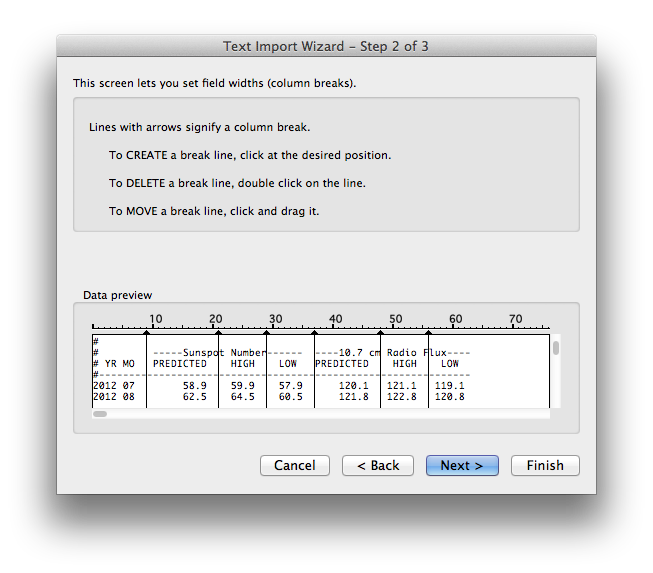 Text Import Wizard – Step 2 of 3
This screen lets you set field widths (column breaks).
Lines with arrows signify a column break.
To CREATE a break line, click at the desired position.
To DELETE a break line, double click on the line.
To MOVE a break line, click and drag it.
Data preview
10 20 30 40 50 60 70
#
# -----Sunspot Number------ ----10.7 cm Radio Flux----
# YR MO PREDICTED HIGH LOW PREDICTED HIGH LOW
#---------------------------------------------------------------
2012 07 58.9 59.9 57.9 120.1 121.1 119.1
2012 08 62.5 64.5 60.5 121.8 122.8 120.8
Cancel < Back Next > Finish